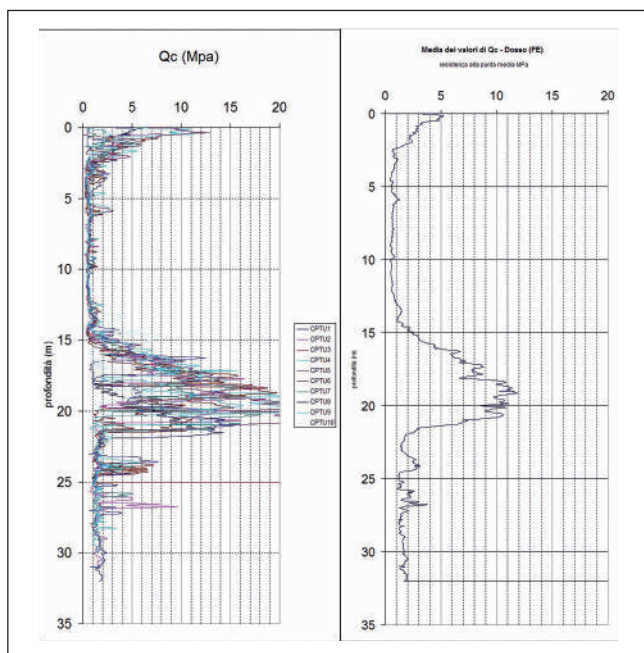 Qc (Mpa)
0 5 10 15 20
0
5
10
15
20
25
30
35
profondità (m)
CPTU1
CPTU2
CPTU3
CPTU4
CPTU5
CPTU6
CPTU7
CPTU8
CPTU9
CPTU10
Media dei valori di Qc - Dosso (FE)
resistenza alla punta media MPa
0 5 10 15 20
0
5
10
15
20
25
30
35
profondità (m)